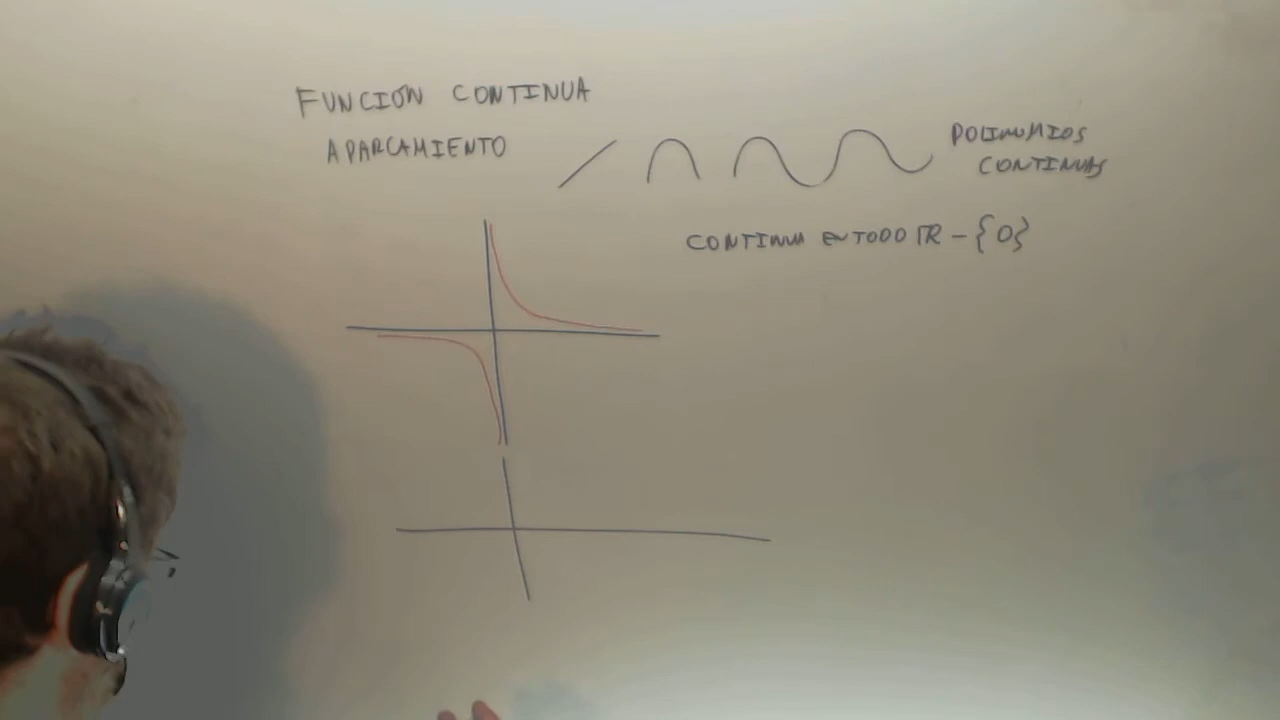 FUNCIÓN CONTINUA
APARCAMIENTO
POLINOMIOS
CONTINUAS
CONTINUA EN TODO ℝ - {0}